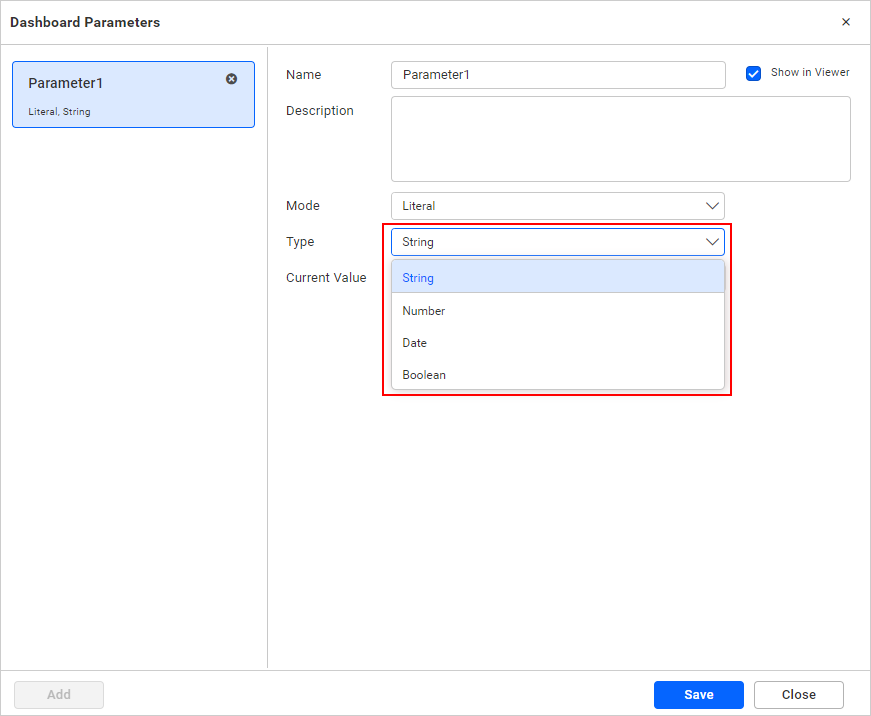 Dashboard Parameters
Parameter1
Literal, String
Name
Parameter1
Show in Viewer
Description
Mode
Literal
Type
String
Current Value
String
Number
Date
Boolean
Add
Save
Close